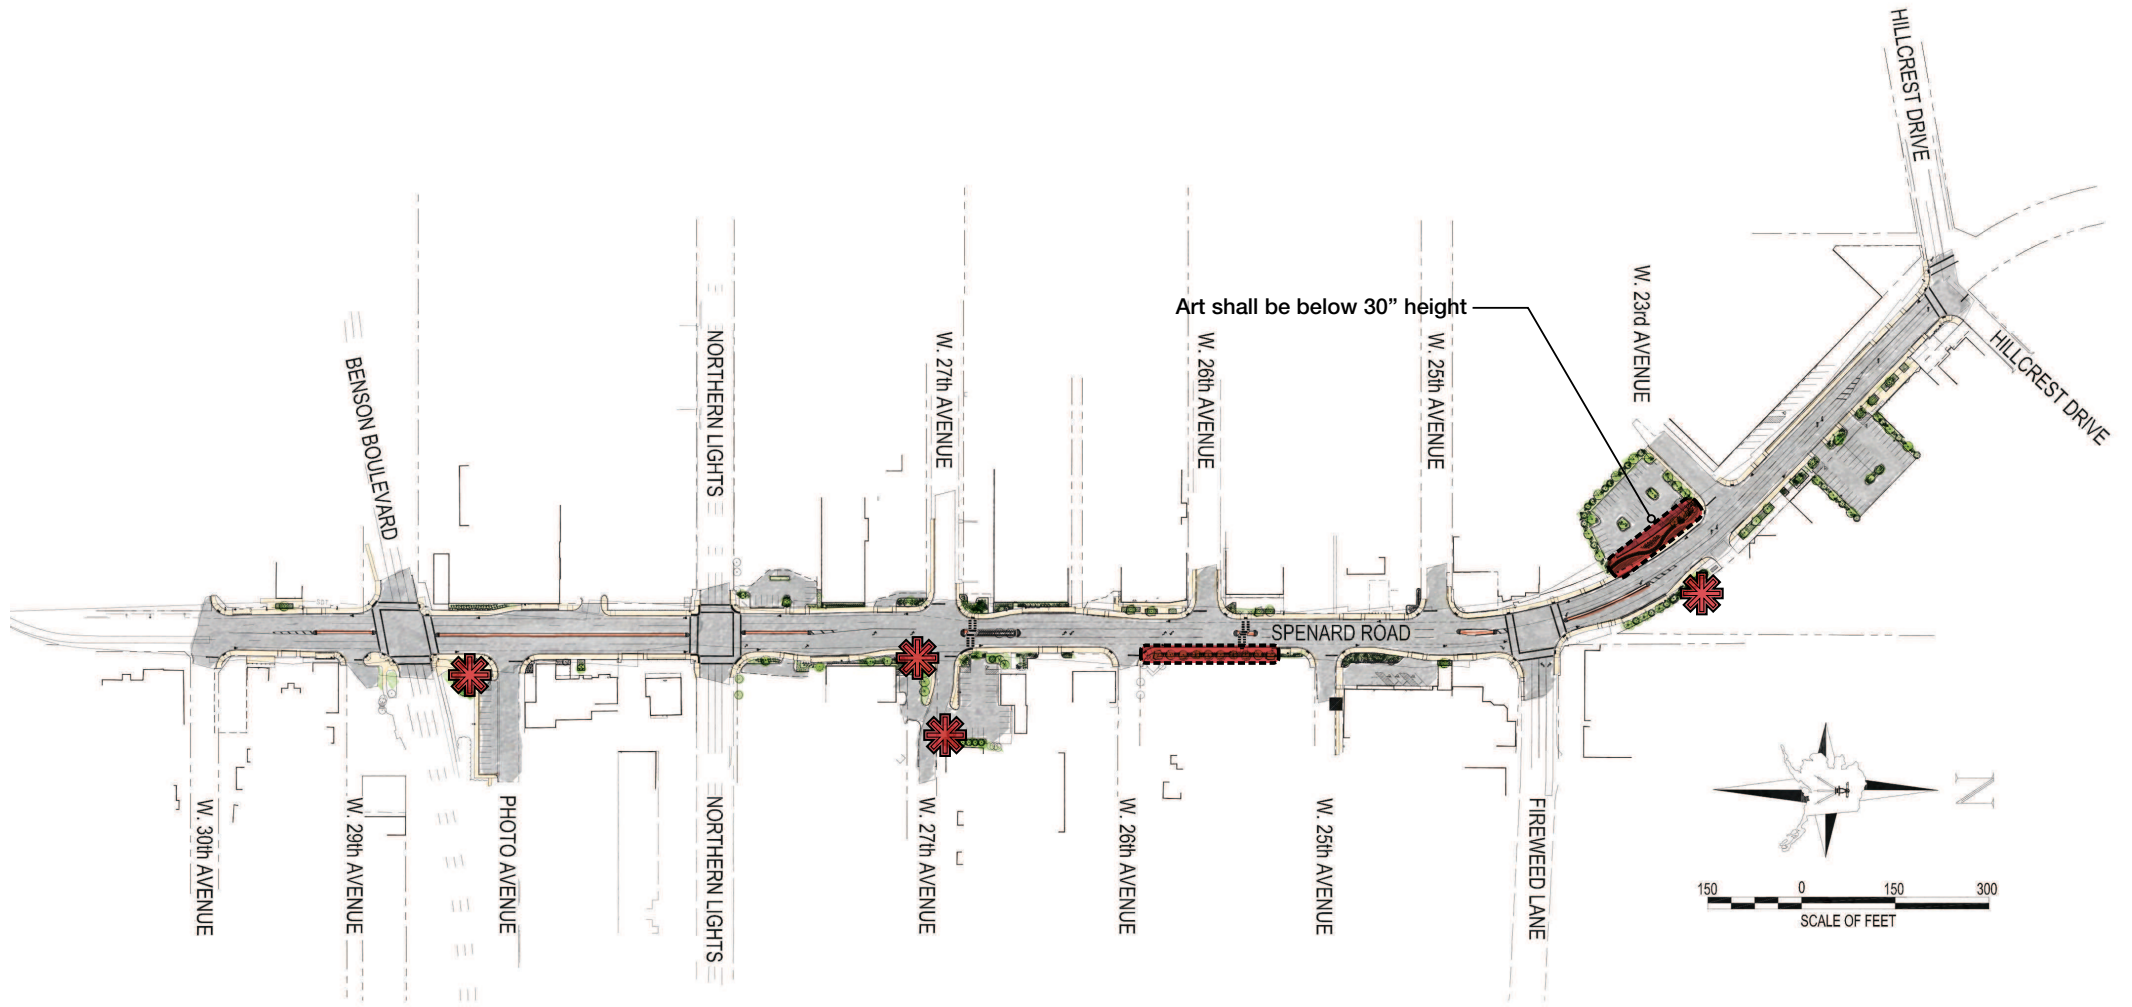 HILLCREST DRIVE
W. 23rd AVENUE
Art shall be below 30” height
NORTHERN LIGHTS
W. 27th AVENUE
W. 26th AVENUE
W. 25th AVENUE
HILLCREST DRIVE
BENSON BOULEVARD
SPENARD ROAD
W. 30th AVENUE
W. 29th AVENUE
PHOTO AVENUE
NORTHERN LIGHTS
W. 27th AVENUE
W. 26th AVENUE
W. 25th AVENUE
FIREWEED LANE
N
150 0 150 300
SCALE OF FEET